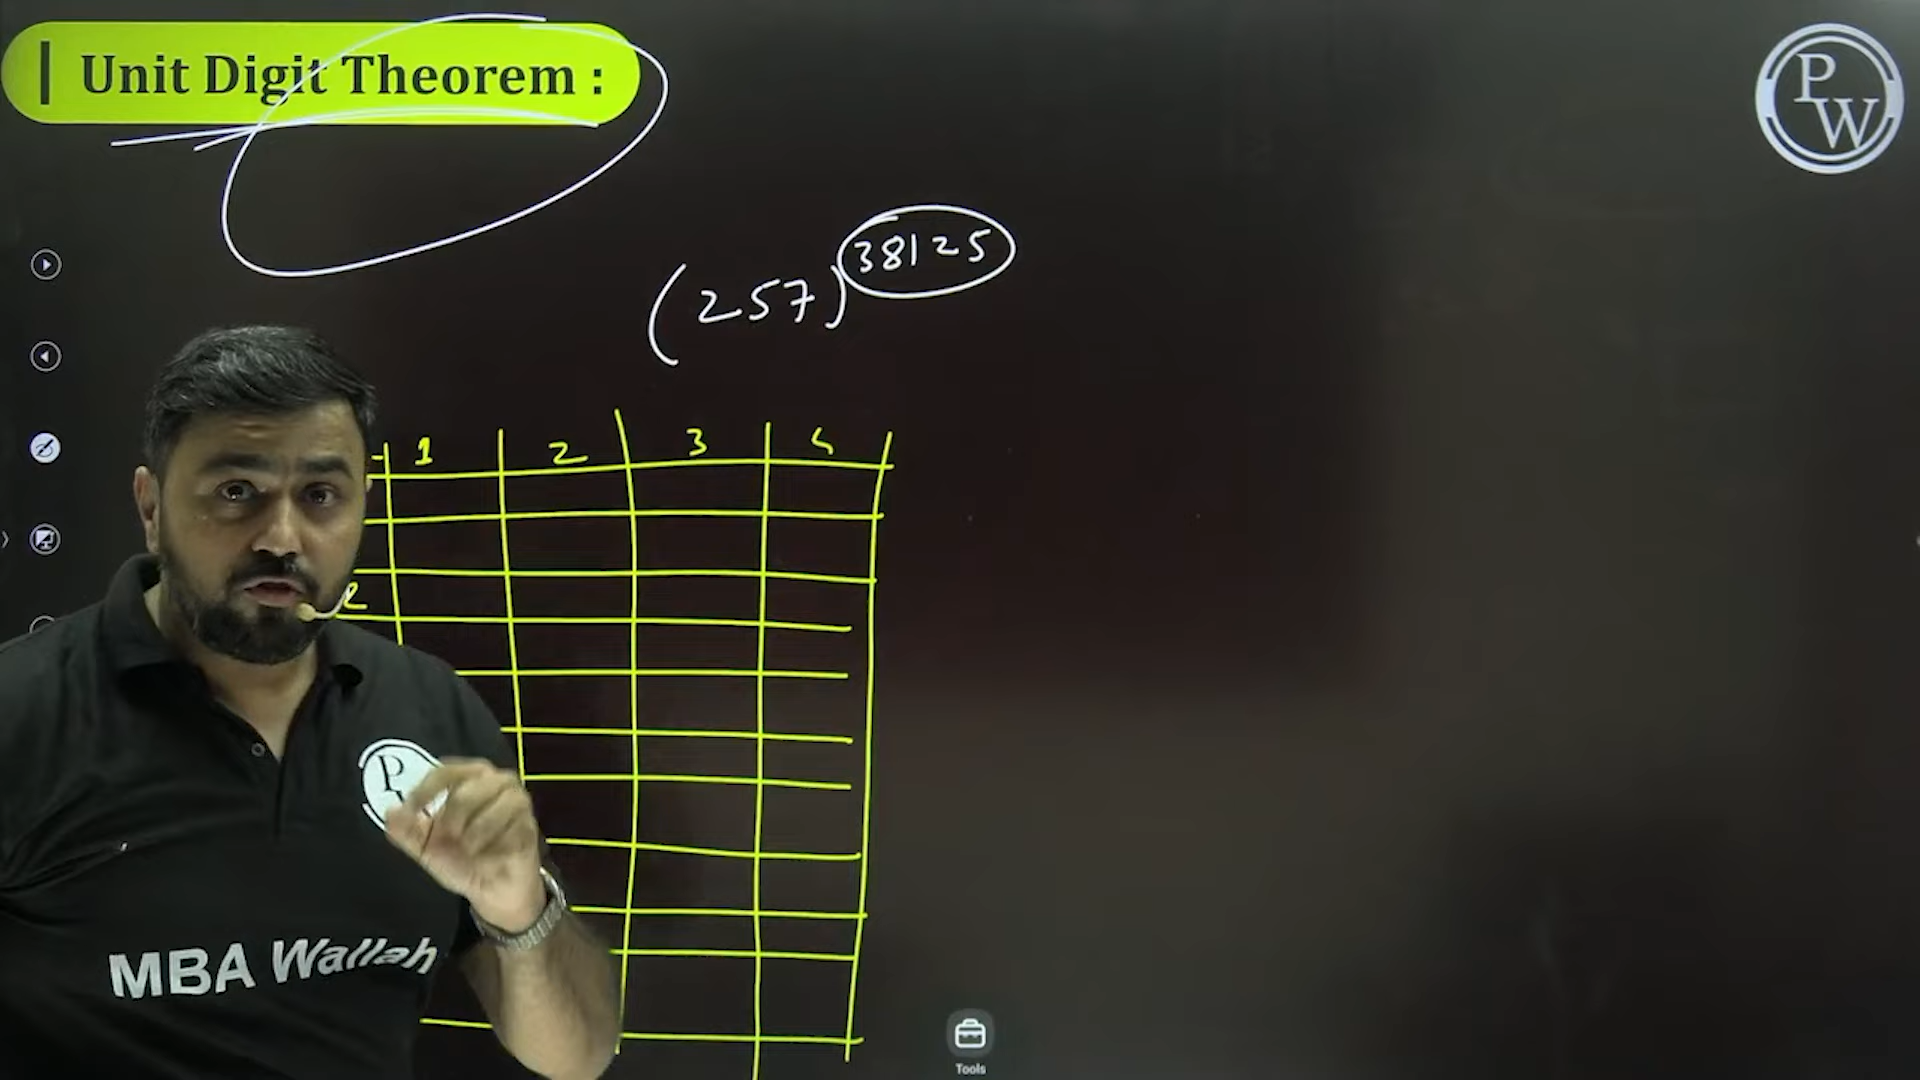 Unit Digit Theorem :
P
W
(257)^38125
1 2 3 4
2
P
MBA Wallah
Tools